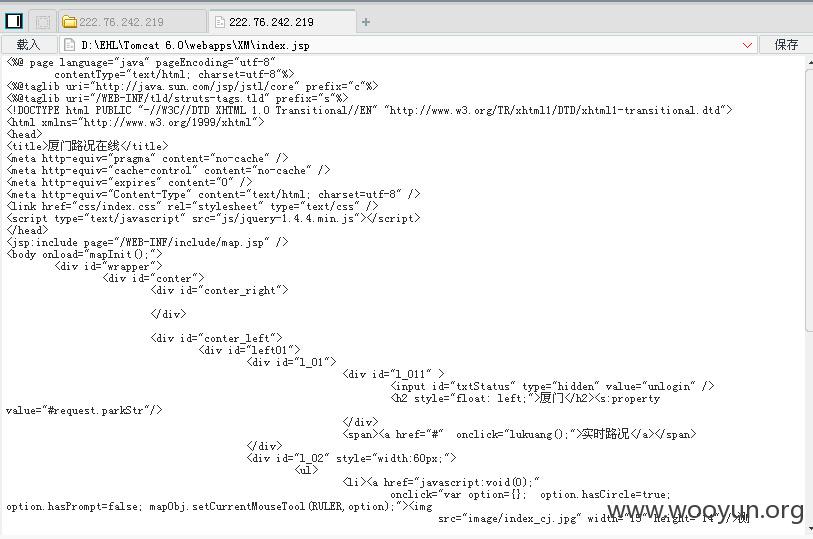 222.76.242.219
222.76.242.219
+
载入
D:\EHL\Tomcat 6.0\webapps\XM\index.jsp
保存
<%@ page language="java" pageEncoding="utf-8"
contentType="text/html; charset=utf-8"%>
<%@taglib uri="http://java.sun.com/jsp/jstl/core" prefix="c"%>
<%@taglib uri="/WEB-INF/tld/struts-tags.tld" prefix="s"%>
<!DOCTYPE html PUBLIC "-//W3C//DTD XHTML 1.0 Transitional//EN" "http://www.w3.org/TR/xhtml1/DTD/xhtml1-transitional.dtd">
<html xmlns="http://www.w3.org/1999/xhtml">
<head>
<title>厦门路况在线</title>
<meta http-equiv="pragma" content="no-cache" />
<meta http-equiv="cache-control" content="no-cache" />
<meta http-equiv="expires" content="0" />
<meta http-equiv="Content-Type" content="text/html; charset=utf-8" />
<link href="css/index.css" rel="stylesheet" type="text/css" />
<script type="text/javascript" src="js/jquery-1.4.4.min.js"></script>
</head>
<jsp:include page="/WEB-INF/include/map.jsp" />
<body onload="mapInit();">
<div id="wrapper">
<div id="conter">
<div id="conter_right">
</div>
<div id="conter_left">
<div id="left01">
<div id="l_01">
<div id="l_011" >
<input id="txtStatus" type="hidden" value="unlogin" />
<h2 style="float: left;">厦门</h2><s:property
value="#request.parkStr"/>
</div>
<span><a href="#"  onclick="lukuang();">实时路况</a></span>
</div>
<div id="l_02" style="width:60px;">
<ul>
<li><a href="javascript:void(0);"
onclick="var option={};  option.hasCircle=true;
option.hasPrompt=false; mapObj.setCurrentMouseTool(RULER,option);"><img
src="image/index_cj.jpg" width="15" height="14" />测
www.wooyun.org